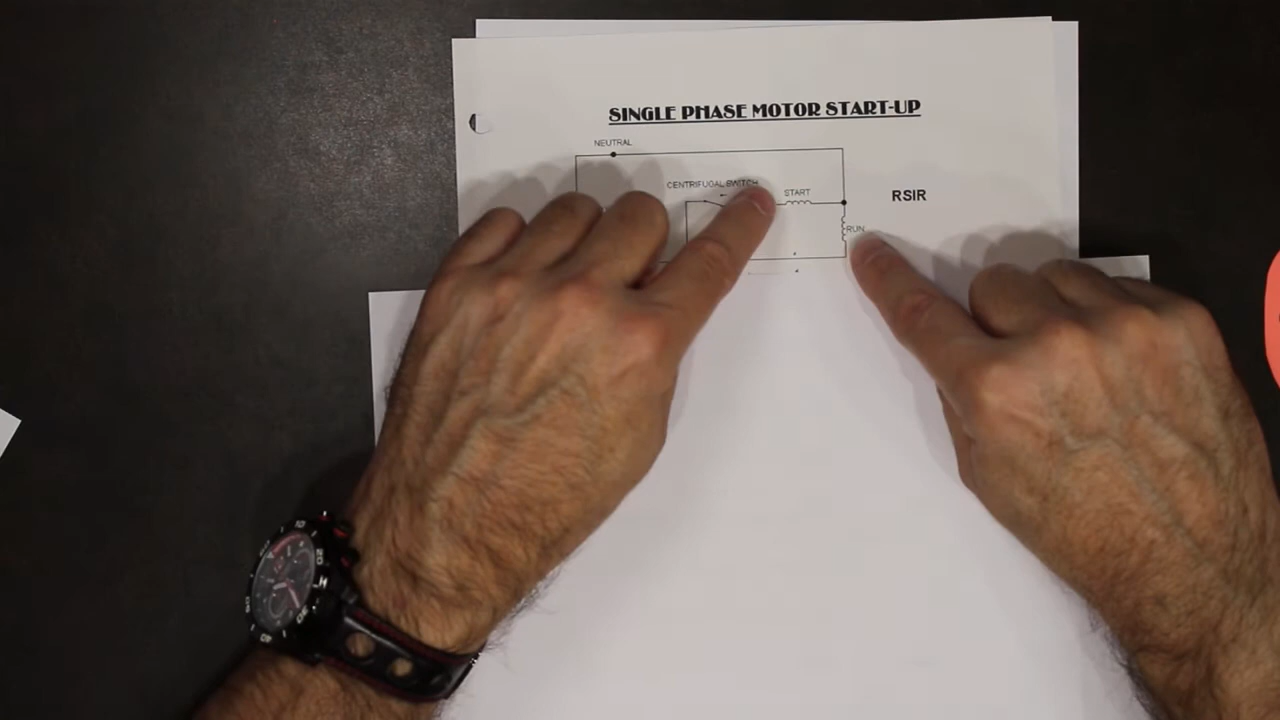 SINGLE PHASE MOTOR START-UP
NEUTRAL
CENTRIFUGAL SWITCH
START
RSIR
RUN